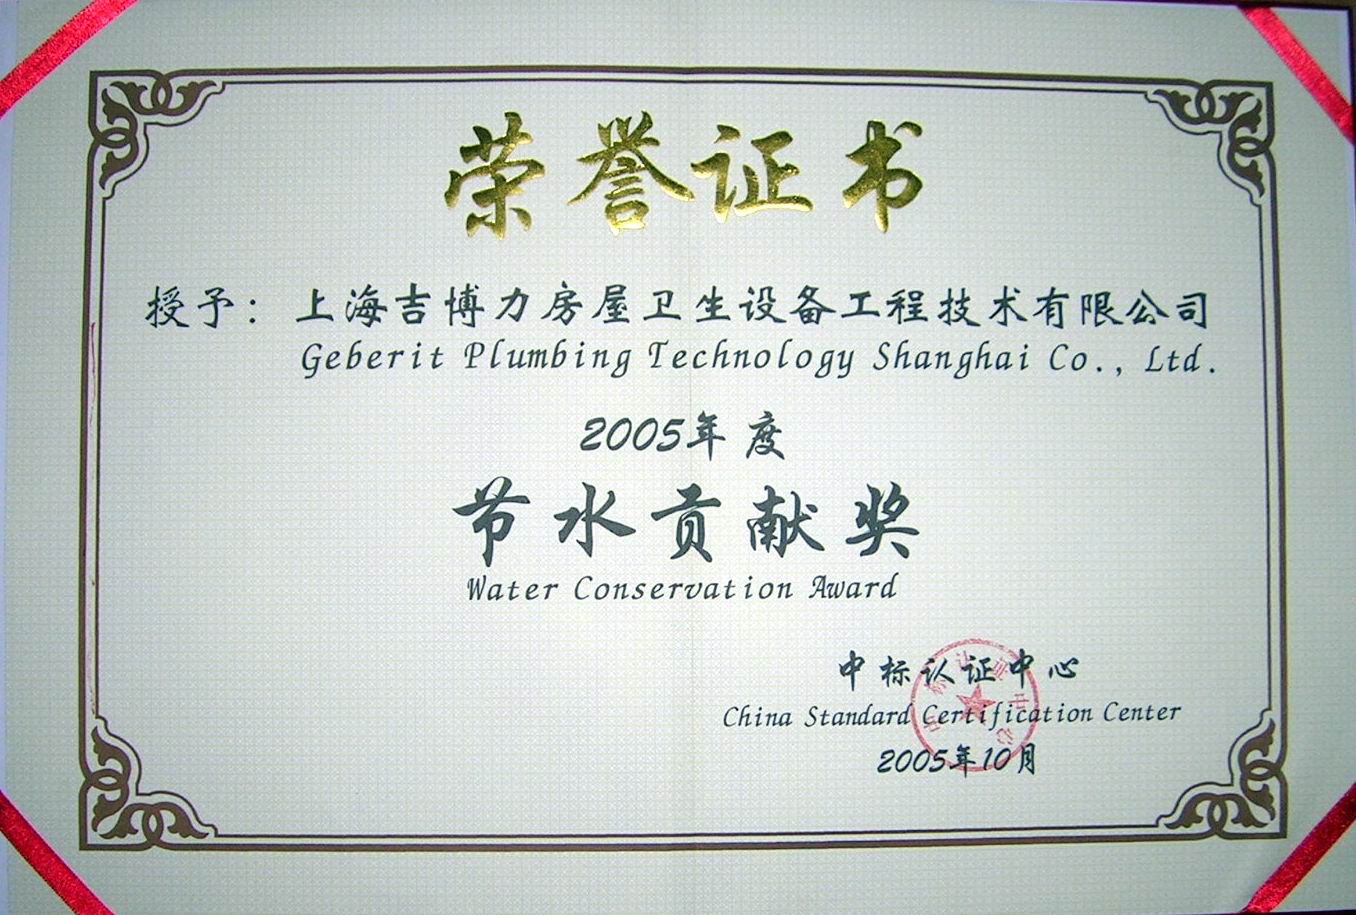 荣誉证书
授予：上海吉博力房屋卫生设备工程技术有限公司
Geberit Plumbing Technology Shanghai Co., Ltd.
2005年度
节水贡献奖
Water Conservation Award
中标认证中心
China Standard Certification Center
2005年10月